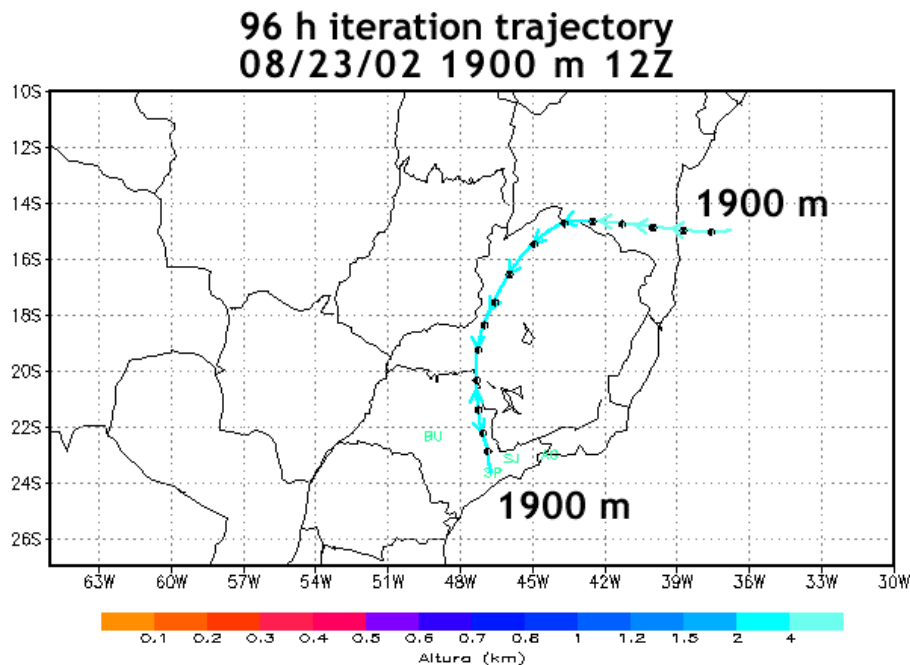 96 h iteration trajectory
08/23/02 1900 m 12Z
10S
12S
14S
1900 m
16S
18S
20S
22S
BU
SJ
AG
SP
24S
1900 m
26S
63W 60W 57W 54W 51W 48W 45W 42W 39W 36W 33W 30W
0.1 0.2 0.3 0.4 0.5 0.6 0.7 0.8 1 1.2 1.5 2 4
Altura (km)